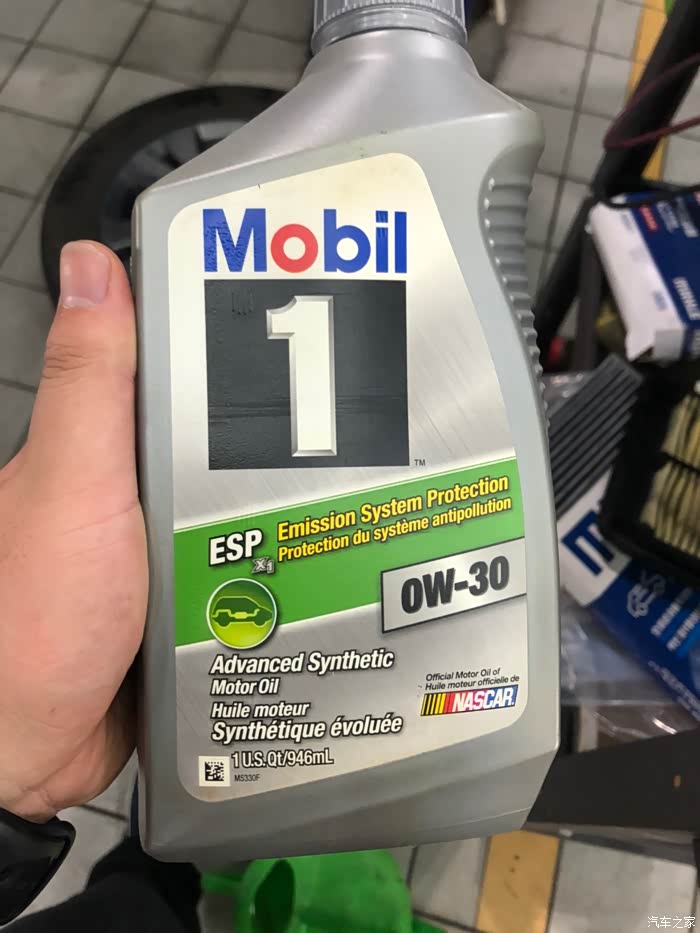 Mobil
1
TM
ESP X1
Emission System Protection
Protection du système antipollution
0W-30
Advanced Synthetic
Motor Oil
Huile moteur
Synthétique évoluée
1 U.S. Qt/946mL
MS330F
Official Motor Oil of
Huile moteur officielle de
NASCAR
MAHLE
汽车之家